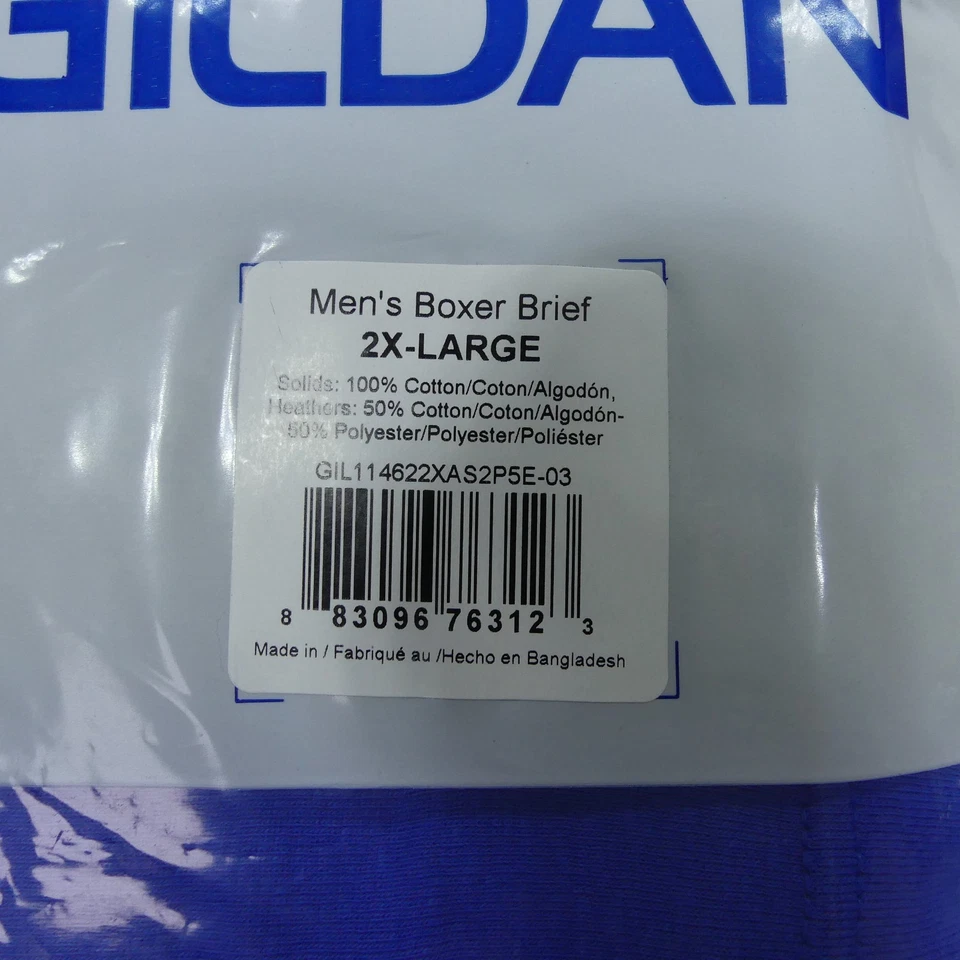 GILDAN
Men's Boxer Brief
2X-LARGE
Solids: 100% Cotton/Coton/Algodón,
Heathers: 50% Cotton/Coton/Algodón-
50% Polyester/Polyester/Poliéster
GIL114622XAS2P5E-03
8 83096 76312 3
Made in / Fabriqué au /Hecho en Bangladesh